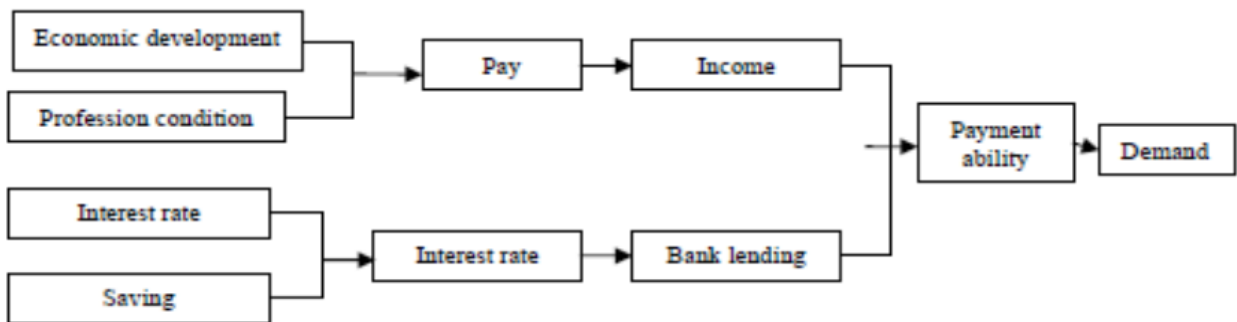 Economic development
Pay
Income
Profession condition
Payment
ability
Demand
Interest rate
Interest rate
Bank lending
Saving